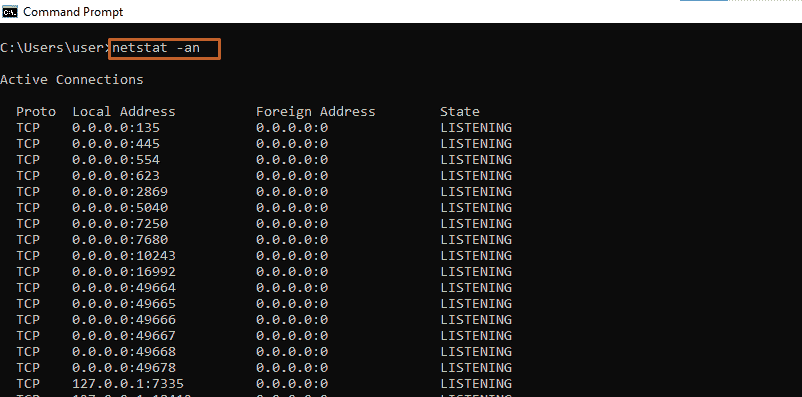 Command Prompt
C:\Users\user>netstat -an
Active Connections
Proto Local Address Foreign Address State
TCP 0.0.0.0:135 0.0.0.0:0 LISTENING
TCP 0.0.0.0:445 0.0.0.0:0 LISTENING
TCP 0.0.0.0:554 0.0.0.0:0 LISTENING
TCP 0.0.0.0:623 0.0.0.0:0 LISTENING
TCP 0.0.0.0:2869 0.0.0.0:0 LISTENING
TCP 0.0.0.0:5040 0.0.0.0:0 LISTENING
TCP 0.0.0.0:7250 0.0.0.0:0 LISTENING
TCP 0.0.0.0:7680 0.0.0.0:0 LISTENING
TCP 0.0.0.0:10243 0.0.0.0:0 LISTENING
TCP 0.0.0.0:16992 0.0.0.0:0 LISTENING
TCP 0.0.0.0:49664 0.0.0.0:0 LISTENING
TCP 0.0.0.0:49665 0.0.0.0:0 LISTENING
TCP 0.0.0.0:49666 0.0.0.0:0 LISTENING
TCP 0.0.0.0:49667 0.0.0.0:0 LISTENING
TCP 0.0.0.0:49668 0.0.0.0:0 LISTENING
TCP 0.0.0.0:49678 0.0.0.0:0 LISTENING
TCP 127.0.0.1:7335 0.0.0.0:0 LISTENING